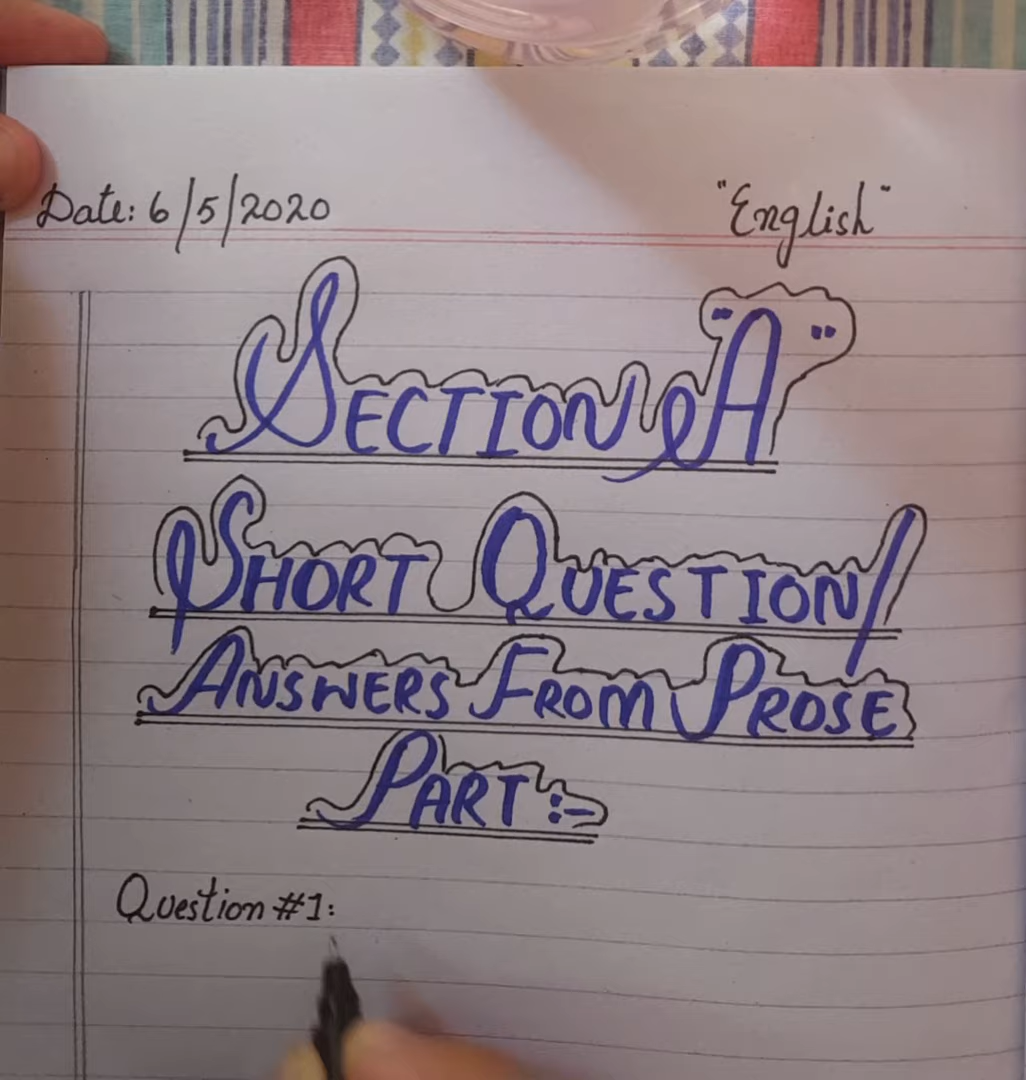 Date: 6/5/2020 "English"
SECTION "A"
SHORT QUESTION/
ANSWERS FROM PROSE
PART :-
Question #1: